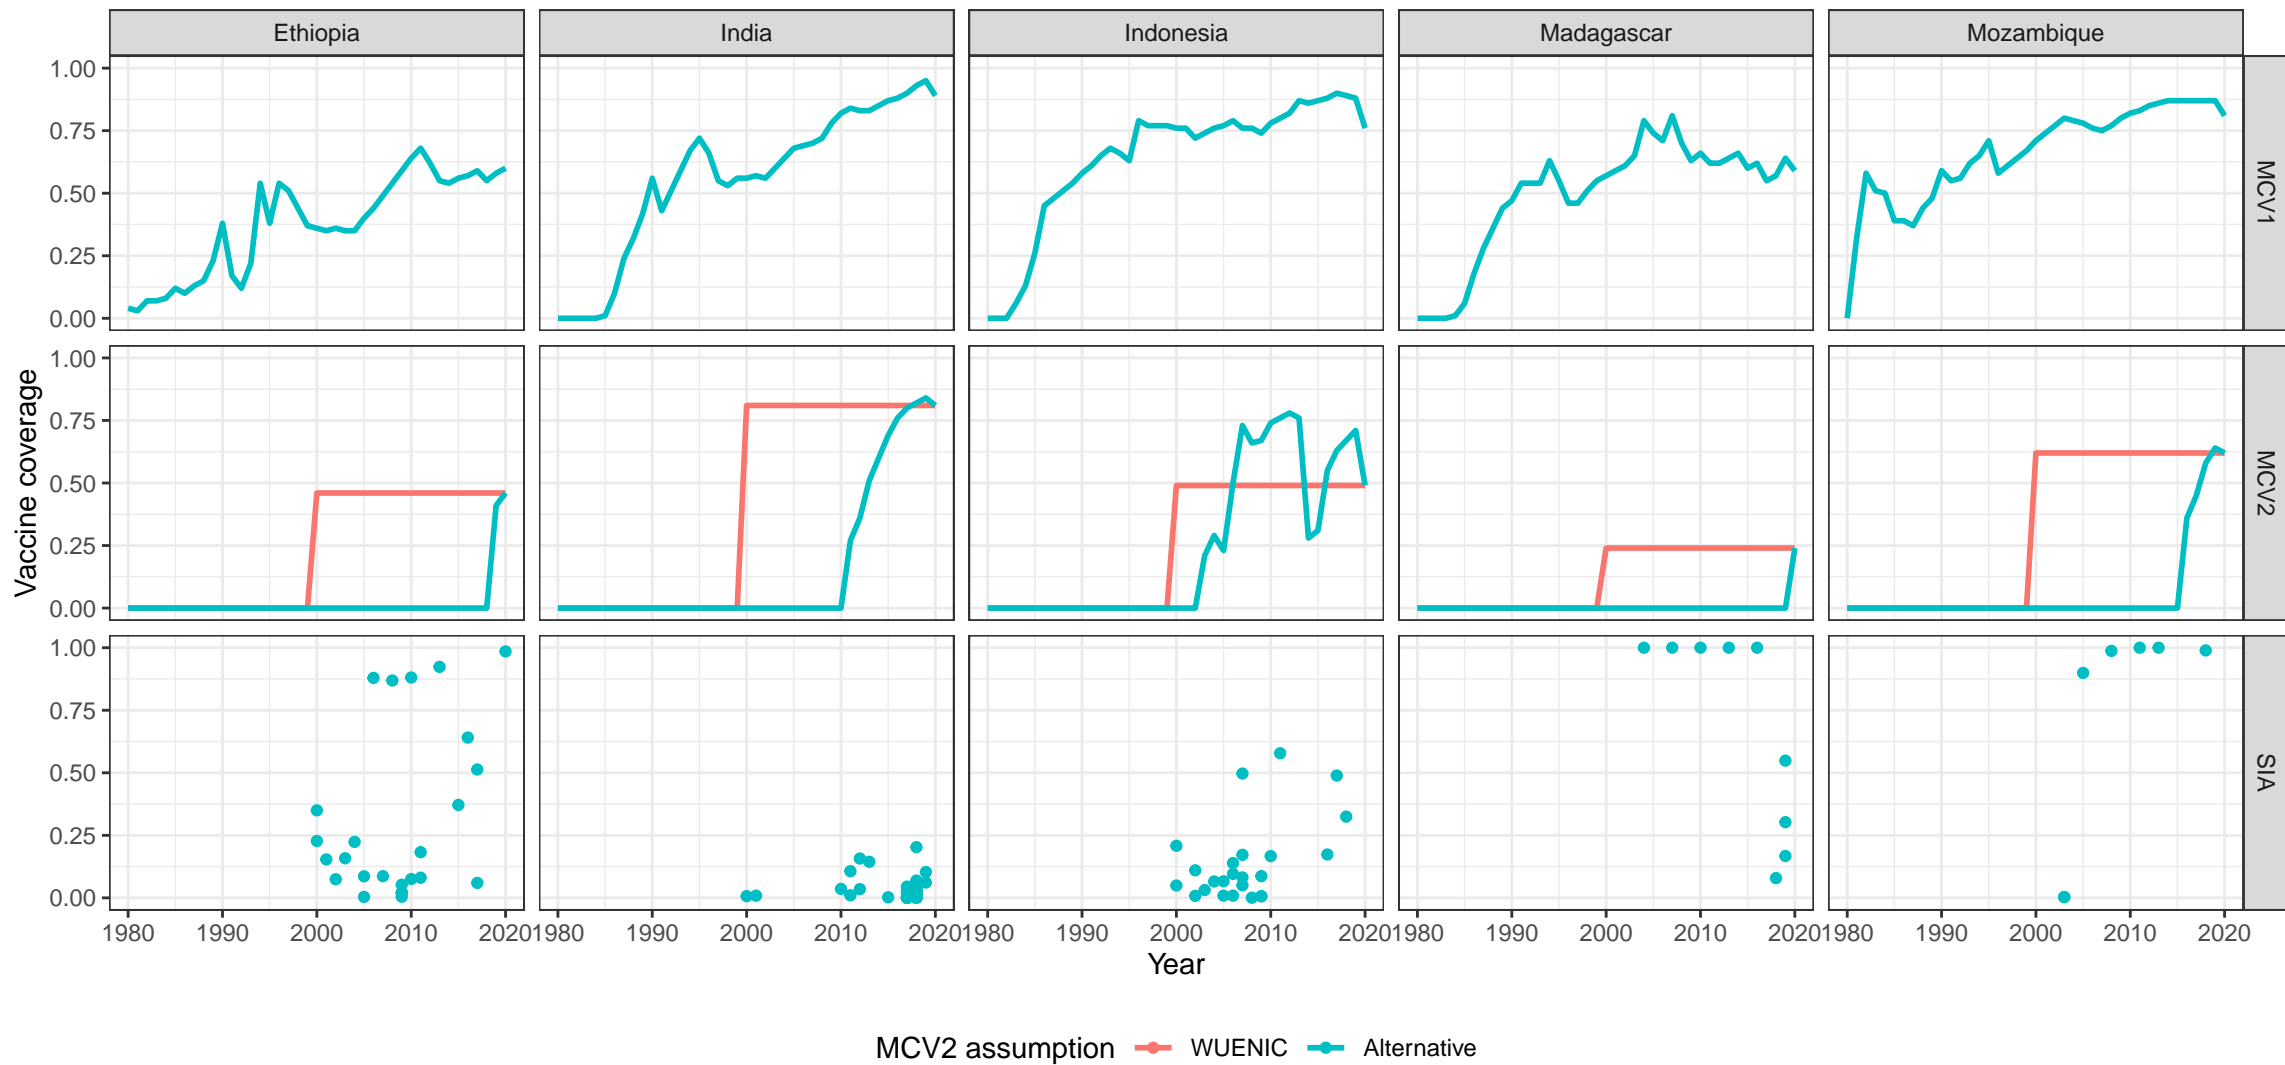 Ethiopia India Indonesia Madagascar Mozambique
1.00
0.75
0.50
0.25
0.00
MCV1
1.00
0.75
0.50
0.25
0.00
MCV2
1.00
0.75
0.50
0.25
0.00
SIA
Vaccine coverage
1980 1990 2000 2010 2020 1980 1990 2000 2010 2020 1980 1990 2000 2010 2020 1980 1990 2000 2010 2020 1980 1990 2000 2010 2020
Year
MCV2 assumption WUENIC Alternative